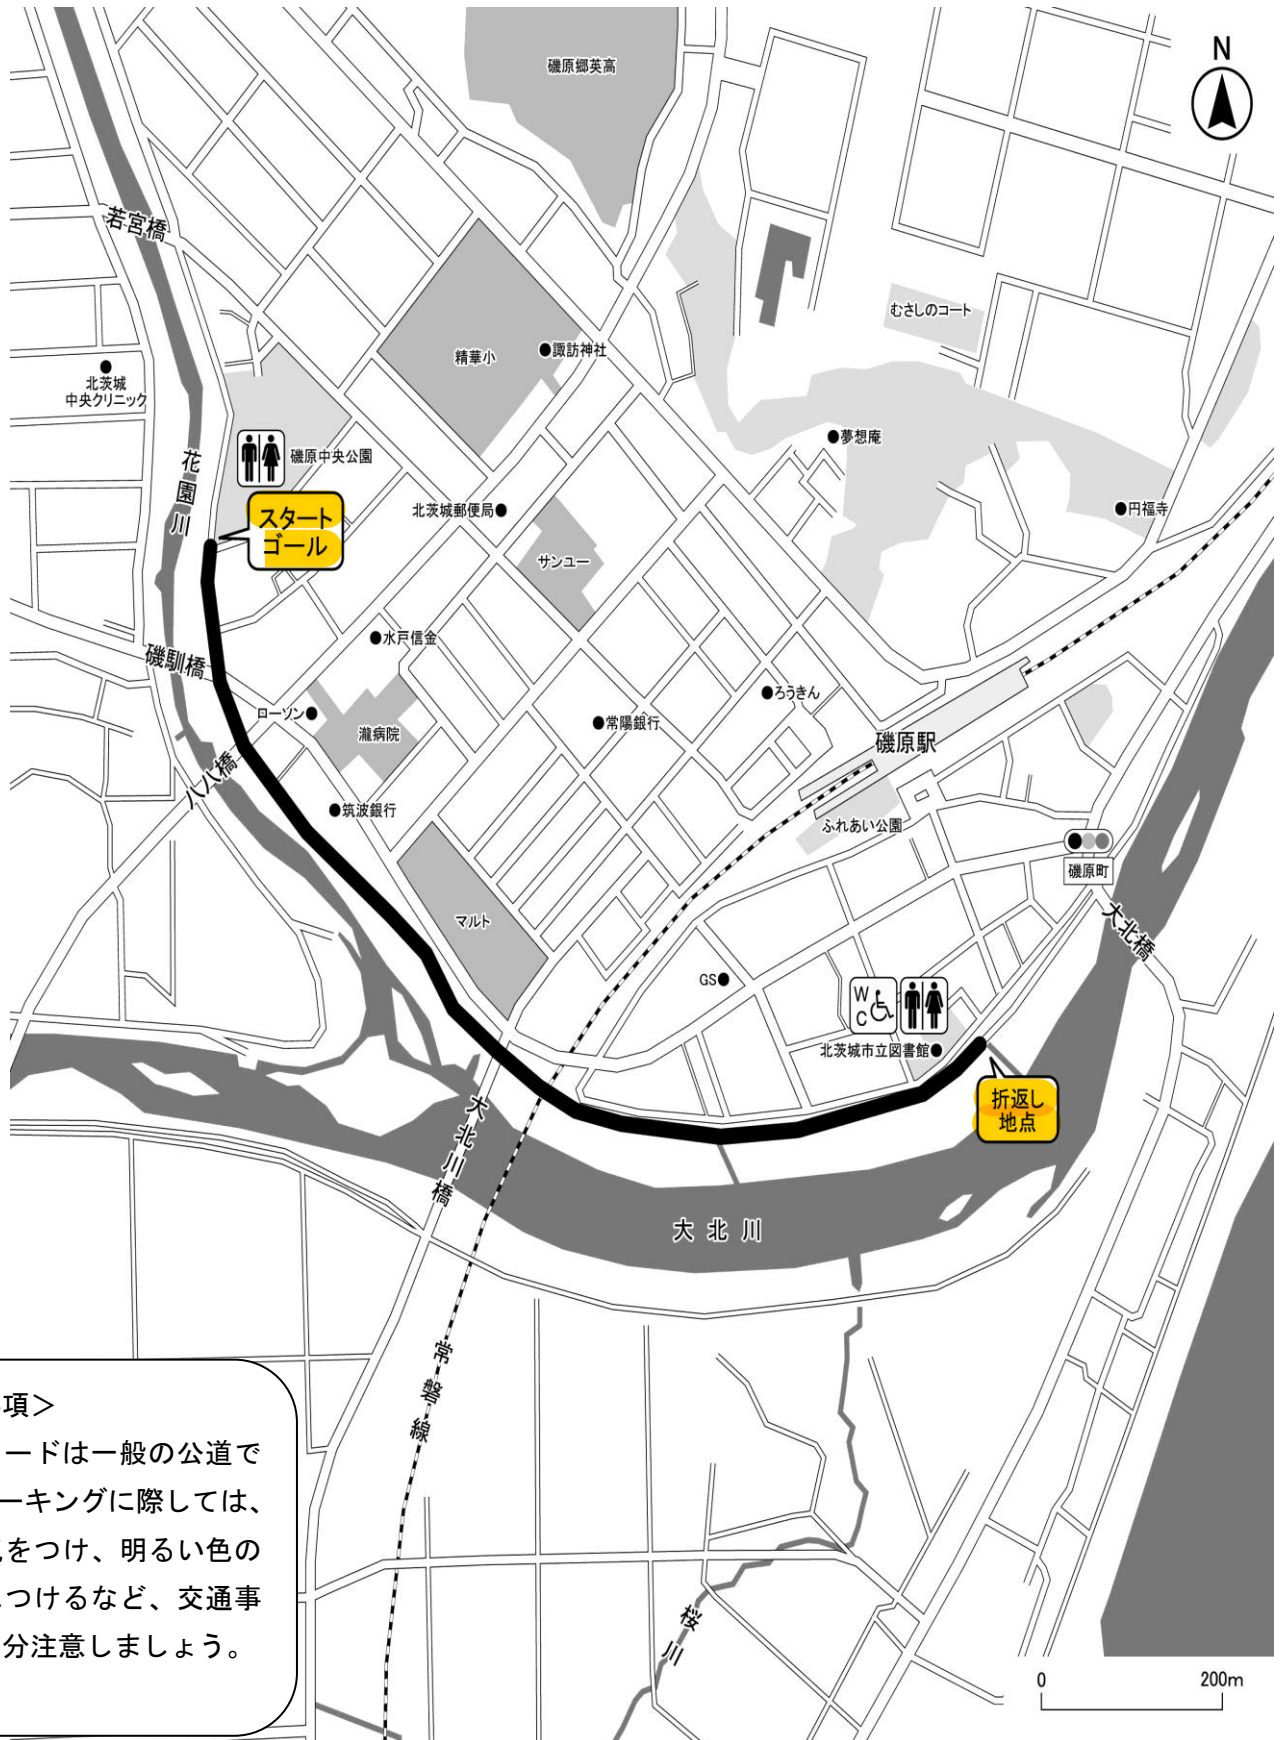 磯原郷英高
N
若宮橋
むさしのコート
諏訪神社
精華小
北茨城
中央クリニック
夢想庵
花園川
磯原中央公園
スタート
ゴール
北茨城郵便局
円福寺
サンユー
水戸信金
磯馴橋
ろうきん
ローソン
瀧病院
常陽銀行
磯原駅
八八橋
筑波銀行
ふれあい公園
磯原町
マルト
大北橋
GS
W
C
北茨城市立図書館
折返し
地点
大北川橋
大北川
常磐線
項＞
ードは一般の公道で
ーキングに際しては、
をつけ、明るい色の
つけるなど、交通事
分注意しましょう。
桜川
0 200m